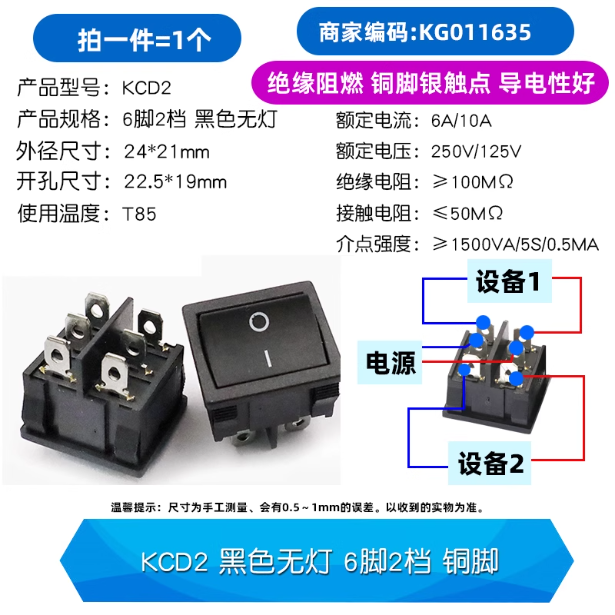 拍一件=1个
商家编码:KG011635
绝缘阻燃 铜脚银触点 导电性好
产品型号: KCD2
产品规格: 6脚2档 黑色无灯
外径尺寸: 24*21mm
开孔尺寸: 22.5*19mm
使用温度: T85
额定电流: 6A/10A
额定电压: 250V/125V
绝缘电阻: ≥100MΩ
接触电阻: ≤50MΩ
介点强度: ≥1500VA/5S/0.5MA
设备1
电源
设备2
O
I
温馨提示: 尺寸为手工测量、会有0.5~1mm的误差。以收到的实物为准。
KCD2 黑色无灯 6脚2档 铜脚